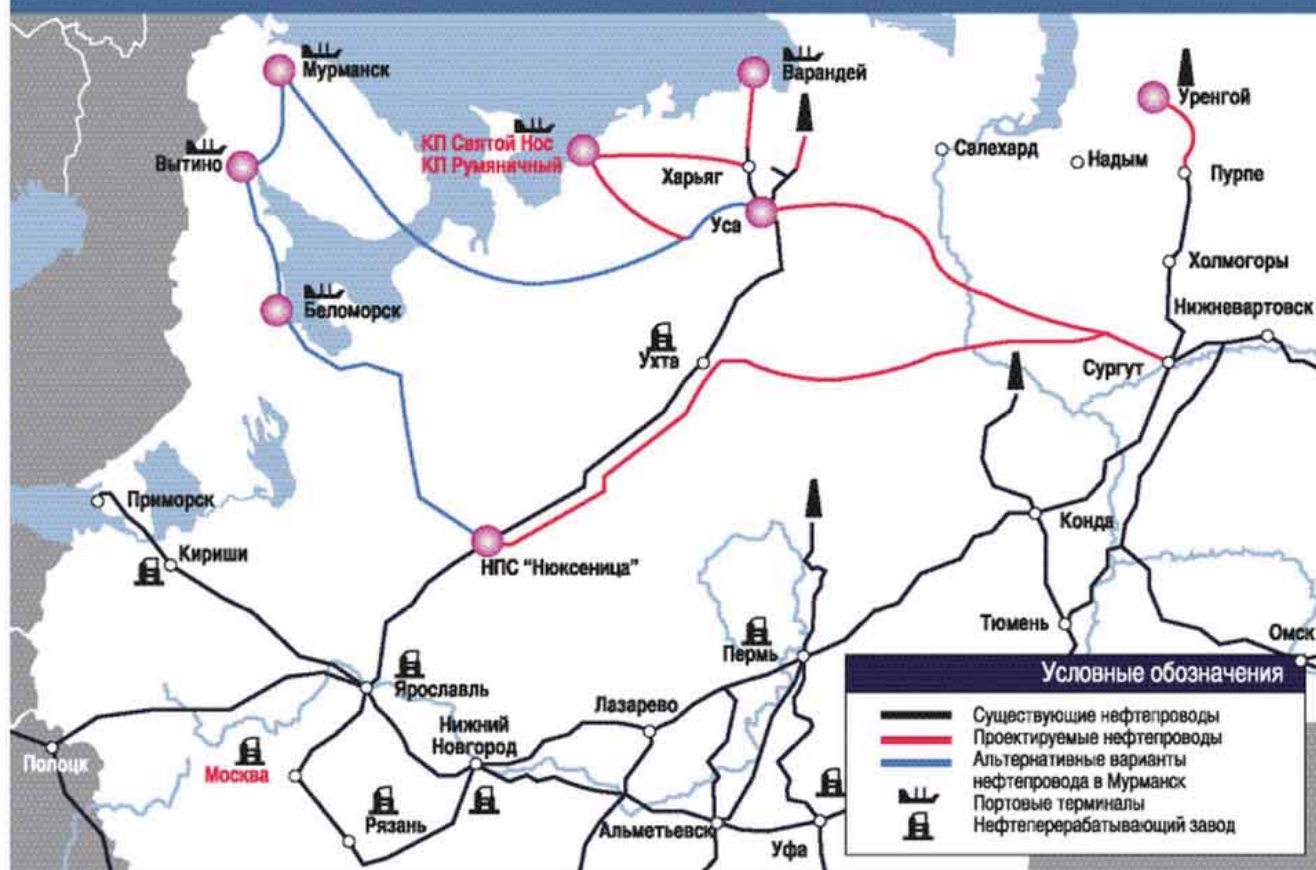 Мурманск
Варандей
Уренгой
КП Святой Нос
КП Румяничный
Вытино
Харьяг
Салехард
Надым
Пурпе
Уса
Холмогоры
Беломорск
Нижневартовск
Ухта
Сургут
Приморск
Конда
Кириши
НПС "Нюксеница"
Тюмень
Омск
Пермь
Ярославль
Лазарево
Нижний
Новгород
Полоцк
Москва
Рязань
Альметьевск
Уфа
Условные обозначения
Существующие нефтепроводы
Проектируемые нефтепроводы
Альтернативные варианты
нефтепровода в Мурманск
Портовые терминалы
Нефтеперерабатывающий завод